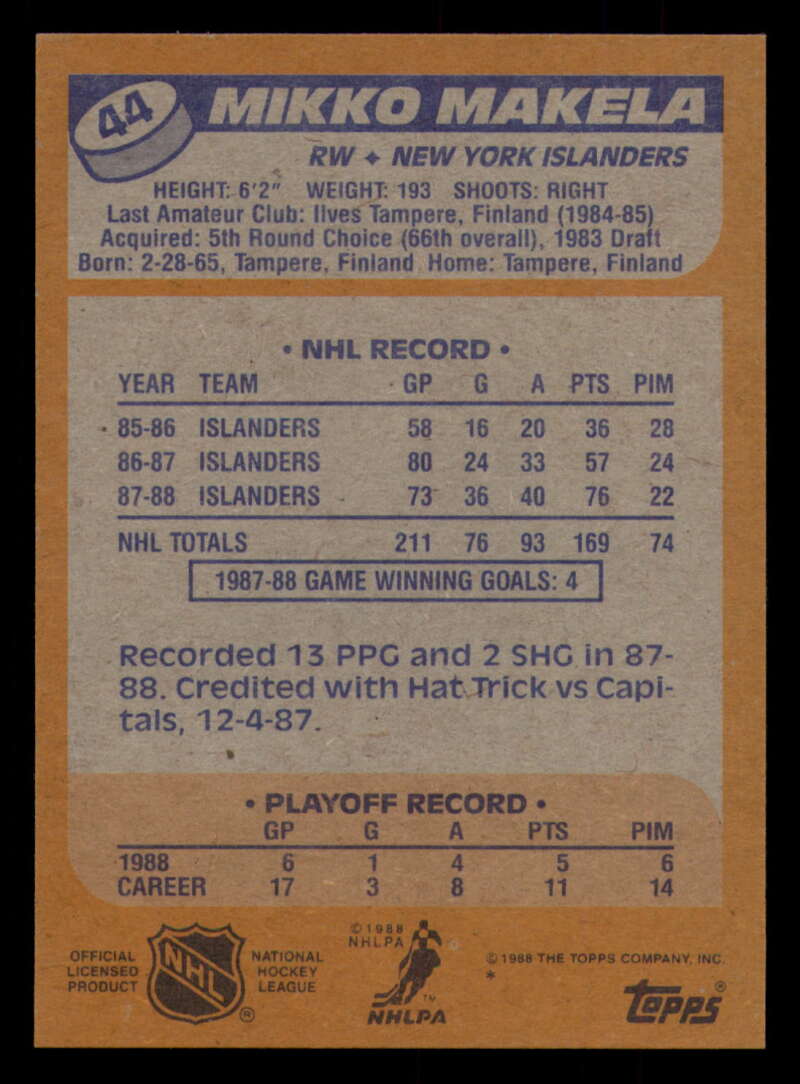 44 MIKKO MAKELA
RW ✦ NEW YORK ISLANDERS
HEIGHT: 6'2" WEIGHT: 193 SHOOTS: RIGHT
Last Amateur Club: Ilves Tampere, Finland (1984-85)
Acquired: 5th Round Choice (66th overall), 1983 Draft
Born: 2-28-65, Tampere, Finland Home: Tampere, Finland
• NHL RECORD •
YEAR TEAM GP G A PTS PIM
85-86 ISLANDERS 58 16 20 36 28
86-87 ISLANDERS 80 24 33 57 24
87-88 ISLANDERS 73 36 40 76 22
NHL TOTALS 211 76 93 169 74
1987-88 GAME WINNING GOALS: 4
Recorded 13 PPG and 2 SHG in 87-
88. Credited with Hat Trick vs Capi-
tals, 12-4-87.
• PLAYOFF RECORD •
GP G A PTS PIM
1988 6 1 4 5 6
CAREER 17 3 8 11 14
OFFICIAL
LICENSED
PRODUCT
NHL
®
NATIONAL
HOCKEY
LEAGUE
©1988
NHLPA
™
NHLPA
©1988 THE TOPPS COMPANY, INC.
*
Topps®